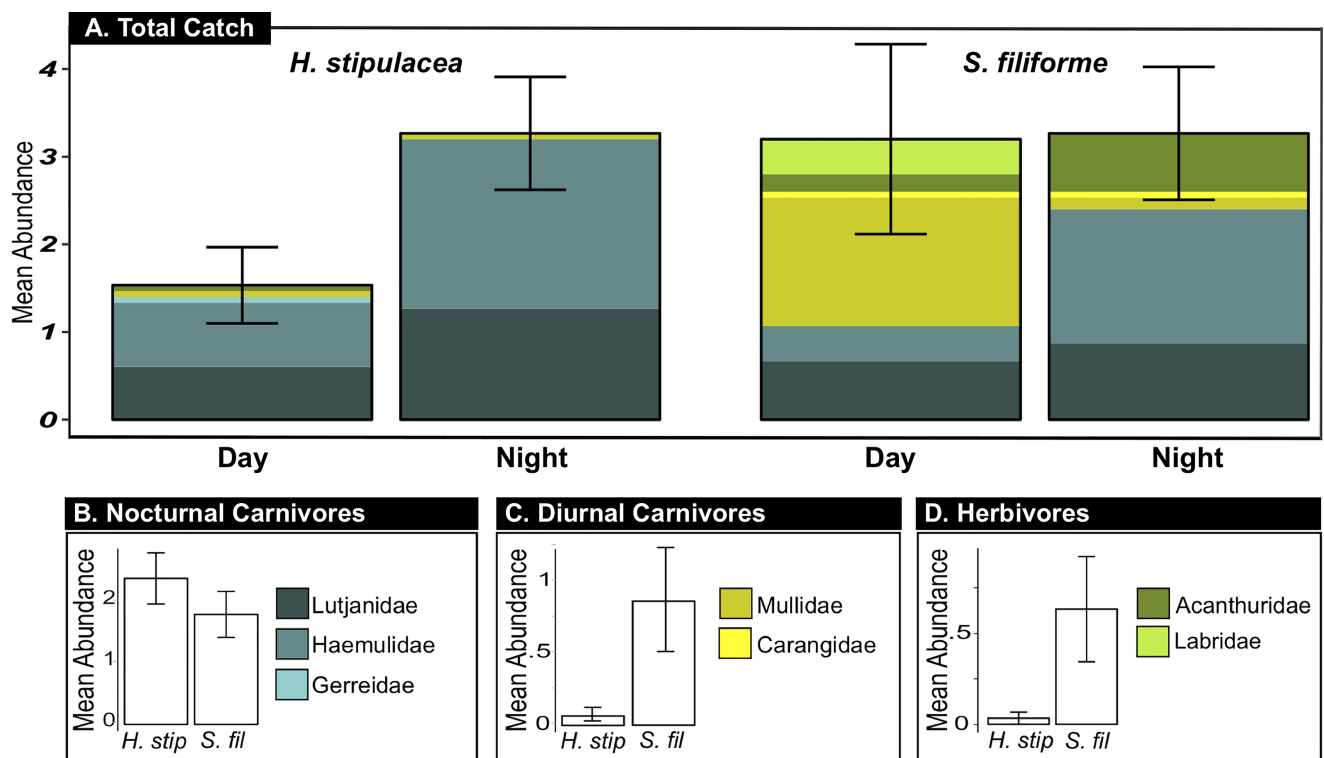 A. Total Catch
H. stipulacea
S. filiforme
Mean Abundance
4
3
2
1
0
Day
Night
Day
Night
B. Nocturnal Carnivores
Mean Abundance
2
1
0
H. stip
S. fil
Lutjanidae
Haemulidae
Gerreidae
C. Diurnal Carnivores
Mean Abundance
1
.5
0
H. stip
S. fil
Mullidae
Carangidae
D. Herbivores
Mean Abundance
.5
0
H. stip
S. fil
Acanthuridae
Labridae